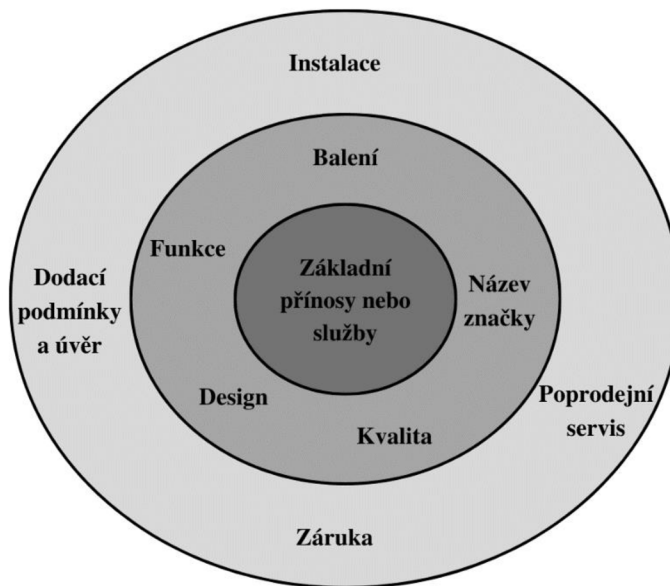 Instalace
Balení
Funkce
Základní
přínosy nebo
služby
Název
značky
Dodací
podmínky
a úvěr
Design
Kvalita
Poprodejní
servis
Záruka